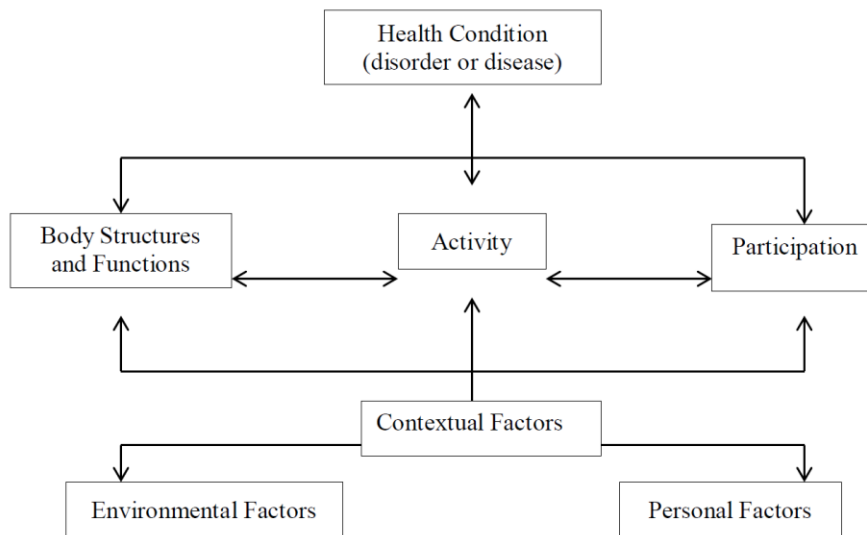 Health Condition
(disorder or disease)
Body Structures
and Functions
Activity
Participation
Contextual Factors
Environmental Factors
Personal Factors